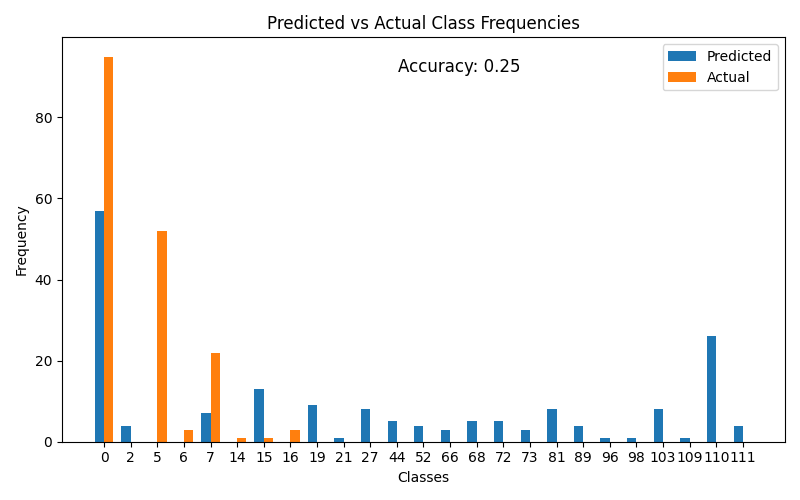 Predicted vs Actual Class Frequencies
Accuracy: 0.25
Predicted
Actual
Frequency
80
60
40
20
0
0 2 5 6 7 14 15 16 19 21 27 44 52 66 68 72 73 81 89 96 98 103 109 110 111
Classes